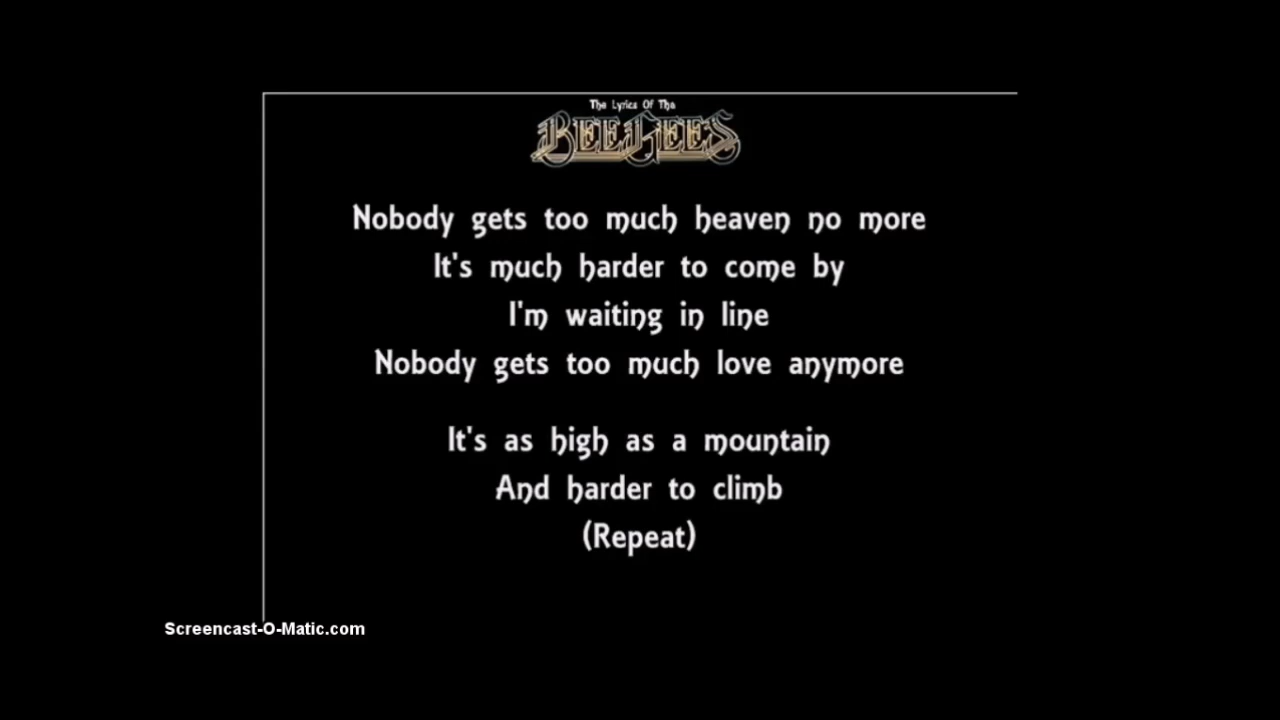 The Lyrics Of The
BEE GEES
Nobody gets too much heaven no more
It's much harder to come by
I'm waiting in line
Nobody gets too much love anymore
It's as high as a mountain
And harder to climb
(Repeat)
Screencast-O-Matic.com